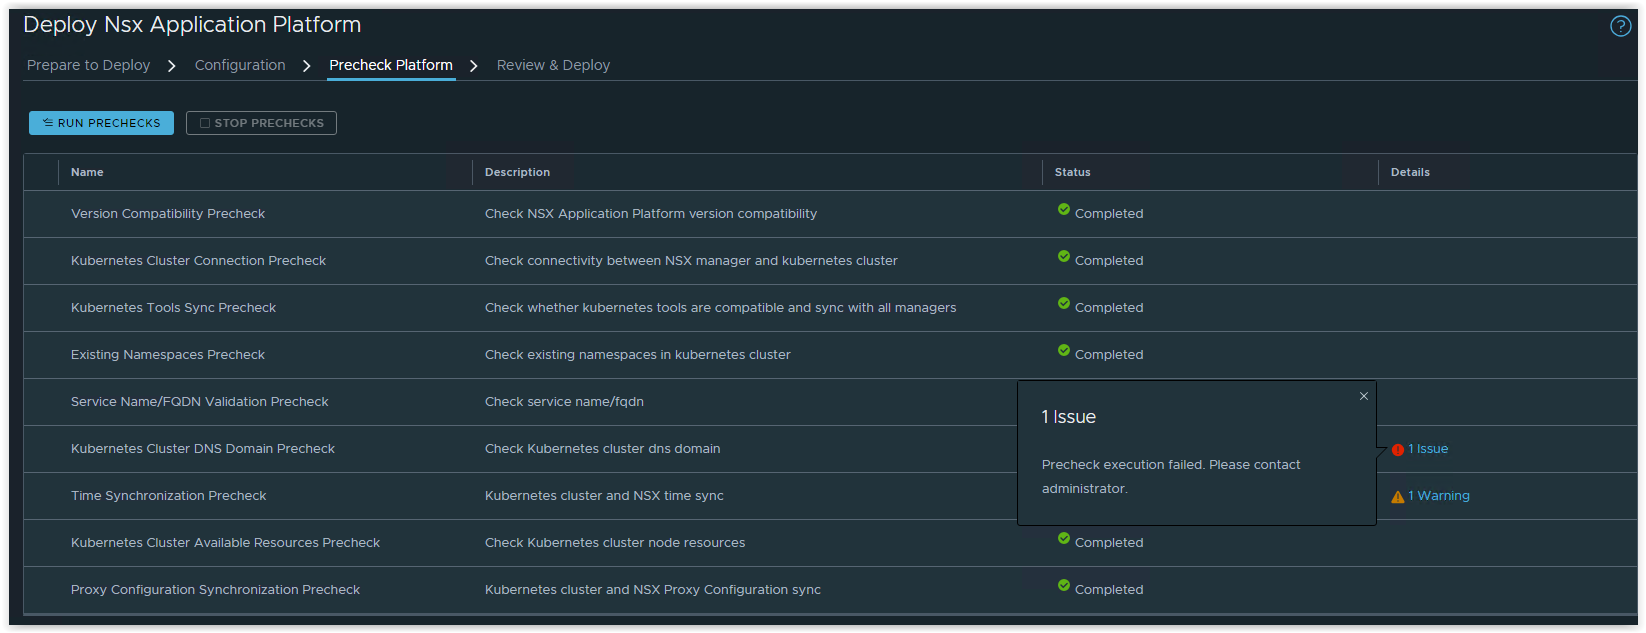 Deploy Nsx Application Platform
?
Prepare to Deploy > Configuration > Precheck Platform > Review & Deploy
RUN PRECHECKS STOP PRECHECKS
Name Description Status Details
Version Compatibility Precheck Check NSX Application Platform version compatibility Completed
Kubernetes Cluster Connection Precheck Check connectivity between NSX manager and kubernetes cluster Completed
Kubernetes Tools Sync Precheck Check whether kubernetes tools are compatible and sync with all managers Completed
Existing Namespaces Precheck Check existing namespaces in kubernetes cluster Completed
Service Name/FQDN Validation Precheck Check service name/fqdn
Kubernetes Cluster DNS Domain Precheck Check Kubernetes cluster dns domain 1 Issue
Time Synchronization Precheck Kubernetes cluster and NSX time sync 1 Warning
Kubernetes Cluster Available Resources Precheck Check Kubernetes cluster node resources Completed
Proxy Configuration Synchronization Precheck Kubernetes cluster and NSX Proxy Configuration sync Completed
1 Issue
Precheck execution failed. Please contact
administrator.